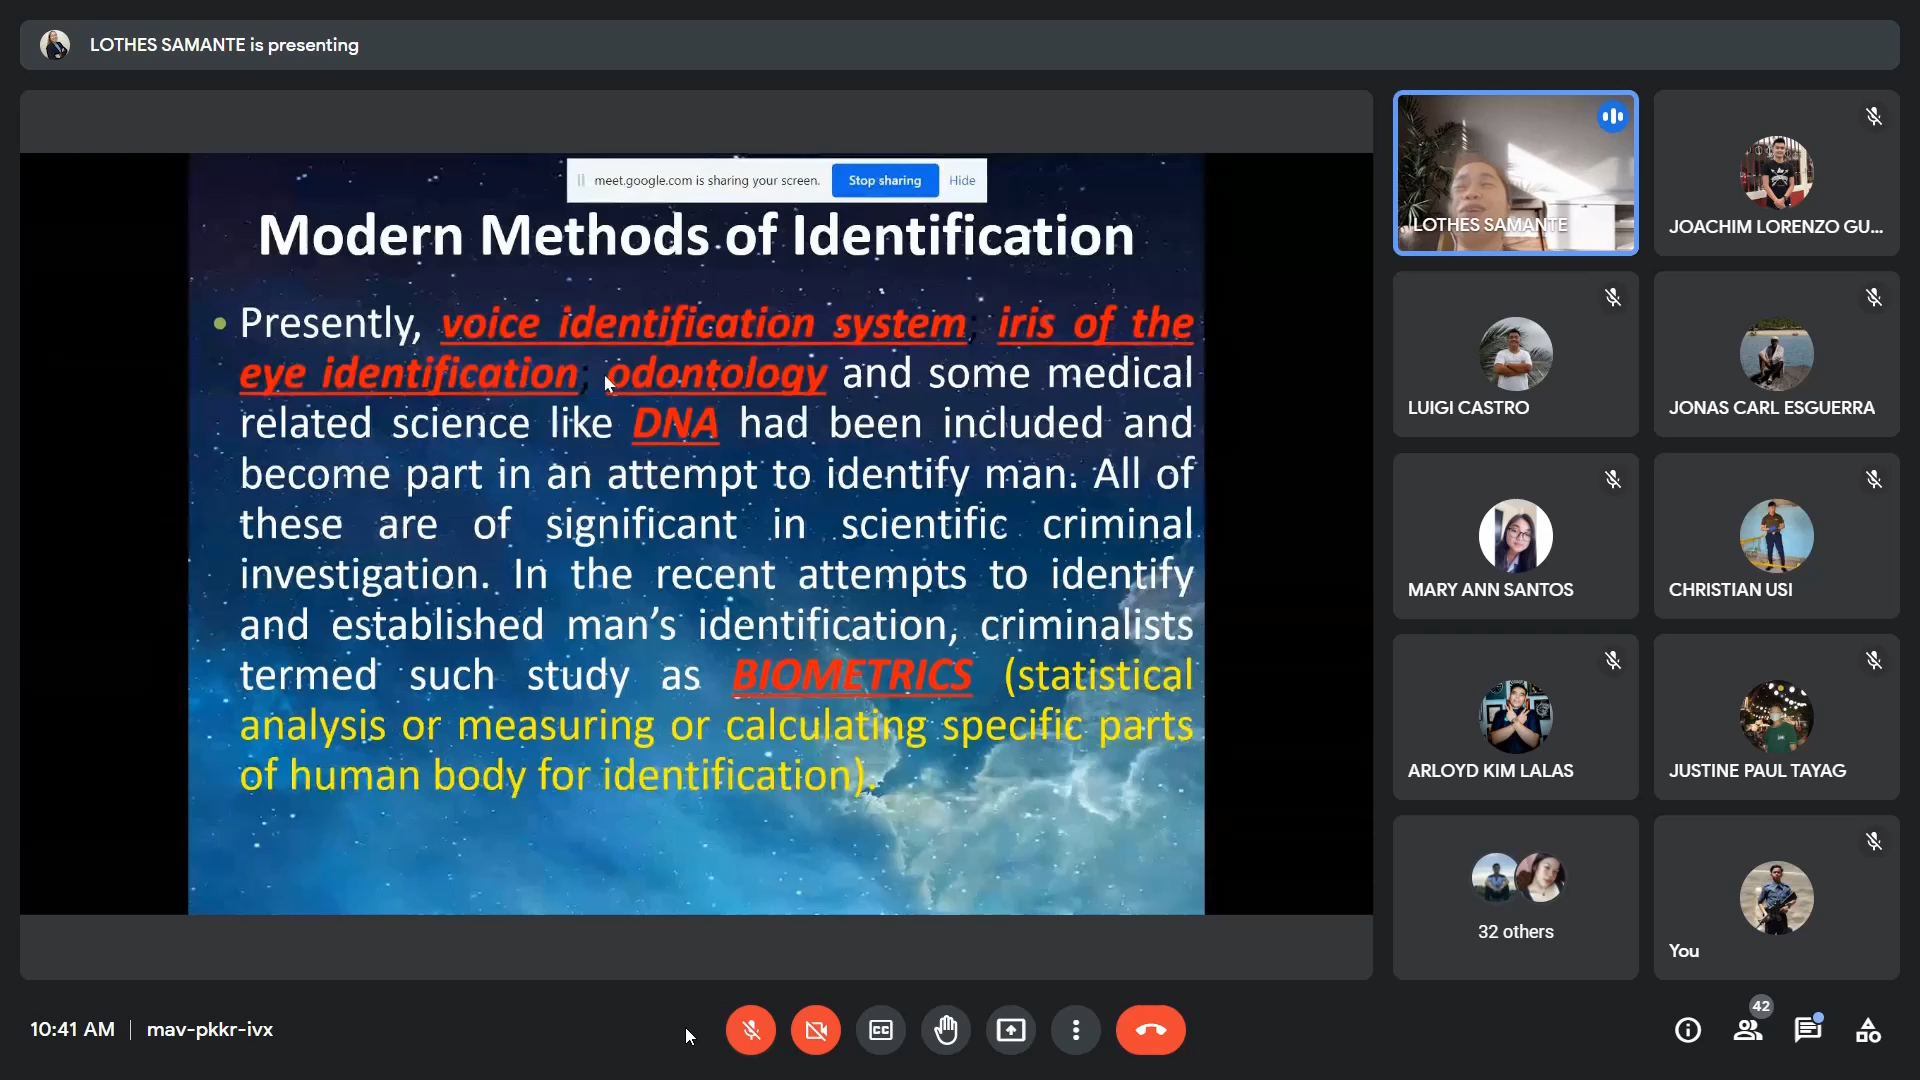 LOTHES SAMANTE is presenting
meet.google.com is sharing your screen. Stop sharing Hide
Modern Methods of Identification
• Presently, voice identification system; iris of the
eye identification; odontology and some medical
related science like DNA had been included and
become part in an attempt to identify man. All of
these are of significant in scientific criminal
investigation. In the recent attempts to identify
and established man's identification, criminalists
termed such study as BIOMETRICS (statistical
analysis or measuring or calculating specific parts
of human body for identification).
LOTHES SAMANTE
JOACHIM LORENZO GU...
LUIGI CASTRO
JONAS CARL ESGUERRA
MARY ANN SANTOS
CHRISTIAN USI
ARLOYD KIM LALAS
JUSTINE PAUL TAYAG
32 others
You
10:41 AM | mav-pkkr-ivx
CC
42